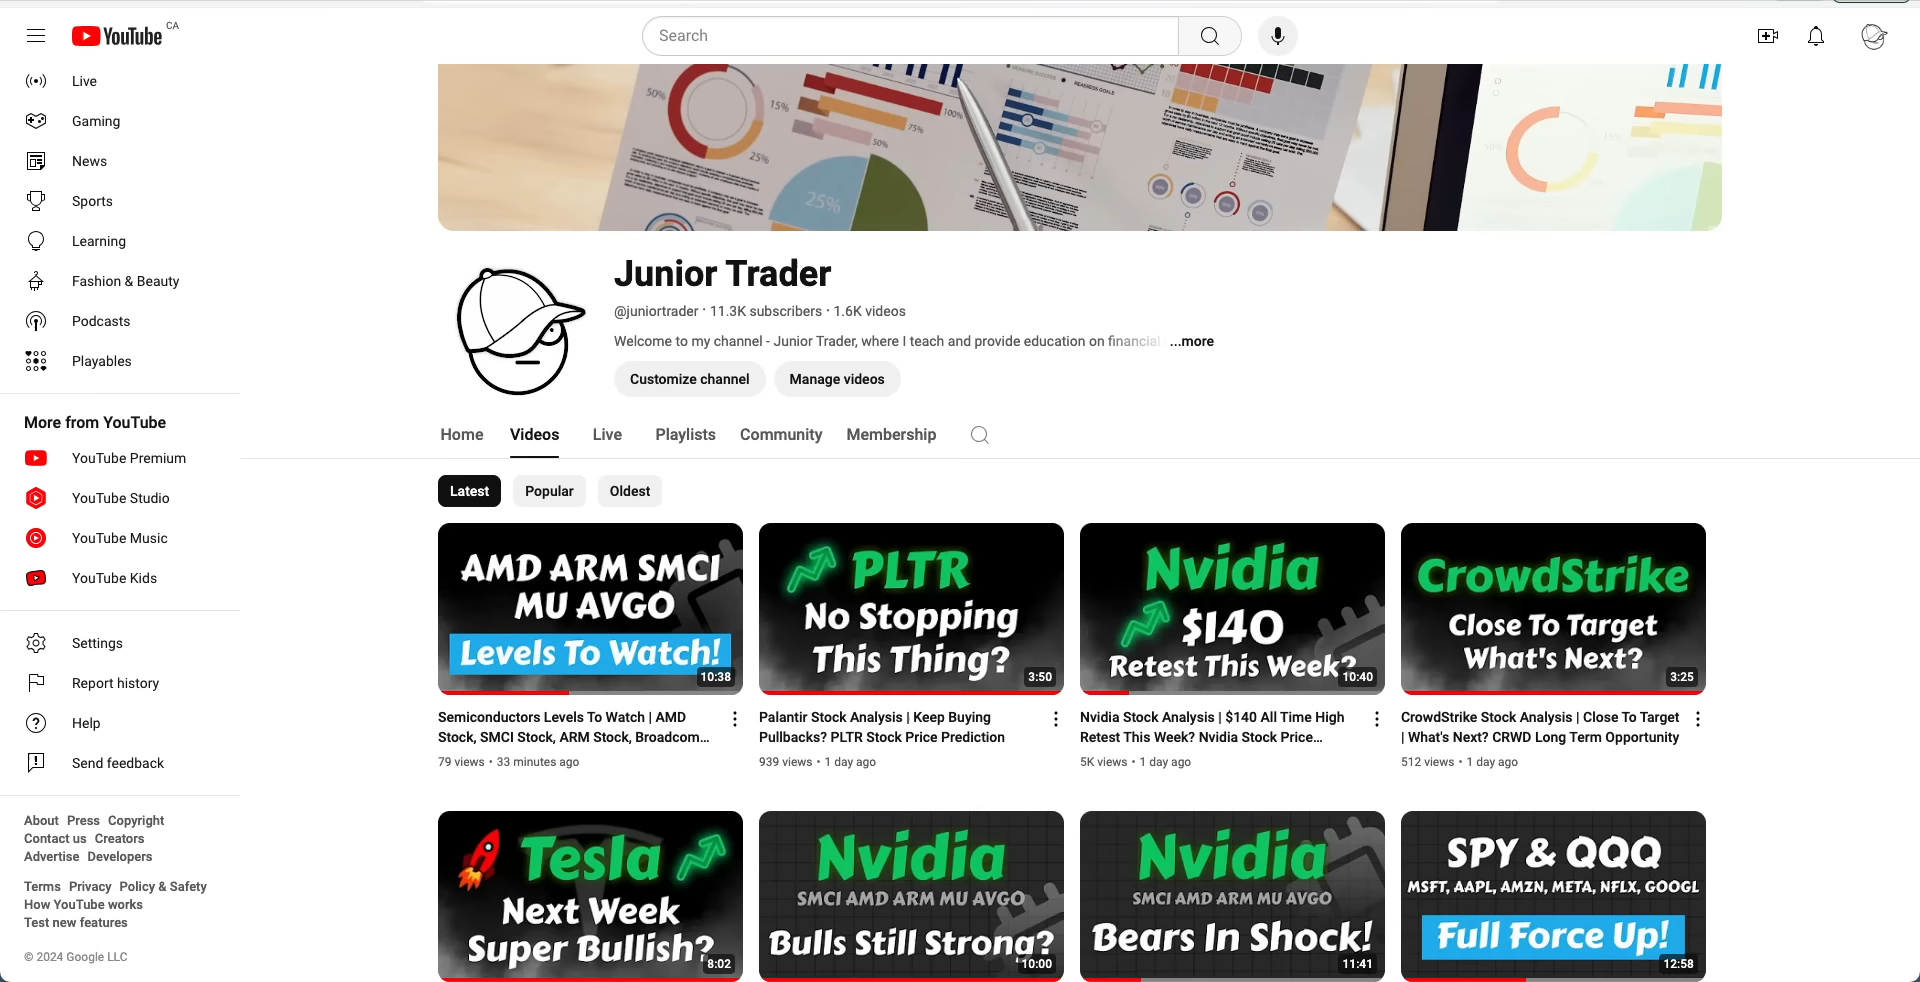 YouTube CA
Search
Live
Gaming
News
Sports
Learning
Fashion & Beauty
Podcasts
Playables
More from YouTube
YouTube Premium
YouTube Studio
YouTube Music
YouTube Kids
Settings
Report history
Help
Send feedback
About Press Copyright
Contact us Creators
Advertise Developers
Terms Privacy Policy & Safety
How YouTube works
Test new features
© 2024 Google LLC
50%
15%
100%
75%
50%
25%
25%
REASSESS GOALS
10%
Junior Trader
@juniortrader · 11.3K subscribers · 1.6K videos
Welcome to my channel - Junior Trader, where I teach and provide education on financial ...more
Customize channel
Manage videos
Home
Videos
Live
Playlists
Community
Membership
Latest
Popular
Oldest
AMD ARM SMCI
MU AVGO
Levels To Watch!
10:38
Semiconductors Levels To Watch | AMD
Stock, SMCI Stock, ARM Stock, Broadcom...
79 views • 33 minutes ago
PLTR
No Stopping
This Thing?
3:50
Palantir Stock Analysis | Keep Buying
Pullbacks? PLTR Stock Price Prediction
939 views • 1 day ago
Nvidia
$140
Retest This Week?
10:40
Nvidia Stock Analysis | $140 All Time High
Retest This Week? Nvidia Stock Price...
5K views • 1 day ago
CrowdStrike
Close To Target
What's Next?
3:25
CrowdStrike Stock Analysis | Close To Target
| What's Next? CRWD Long Term Opportunity
512 views • 1 day ago
Tesla
Next Week
Super Bullish?
8:02
Nvidia
SMCI AMD ARM MU AVGO
Bulls Still Strong?
10:00
Nvidia
SMCI AMD ARM MU AVGO
Bears In Shock!
11:41
SPY & QQQ
MSFT, AAPL, AMZN, META, NFLX, GOOGL
Full Force Up!
12:58